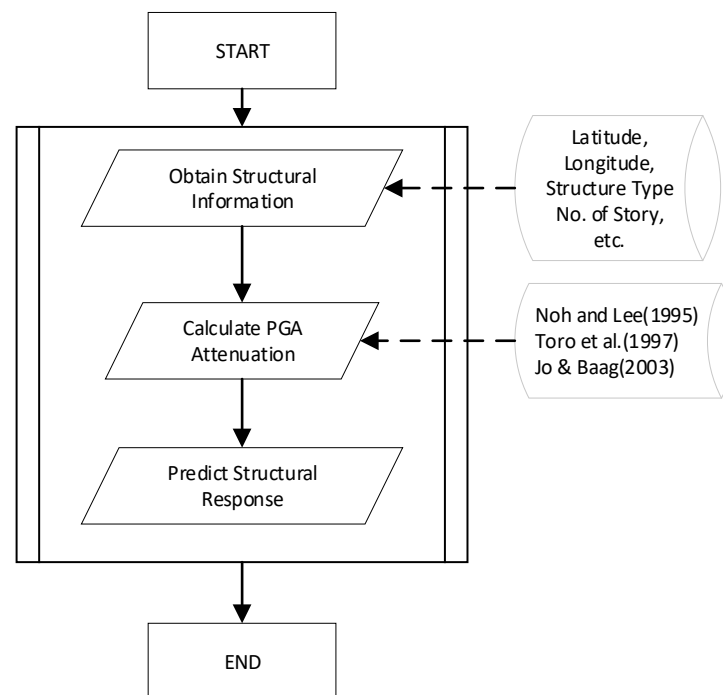 START
Obtain Structural
Information
Latitude,
Longitude,
Structure Type
No. of Story,
etc.
Calculate PGA
Attenuation
Noh and Lee(1995)
Toro et al.(1997)
Jo & Baag(2003)
Predict Structural
Response
END